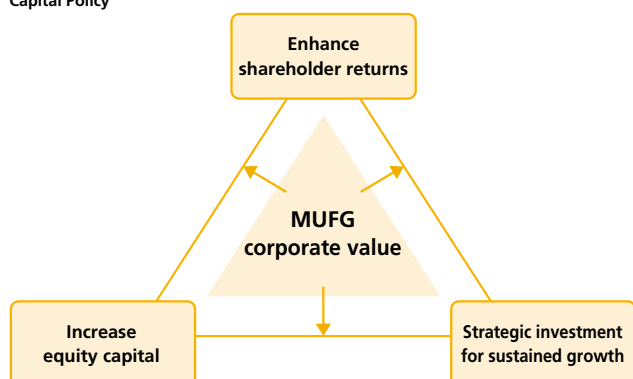 Capital Policy
Enhance
shareholder returns
MUFG
corporate value
Increase
equity capital
Strategic investment
for sustained growth